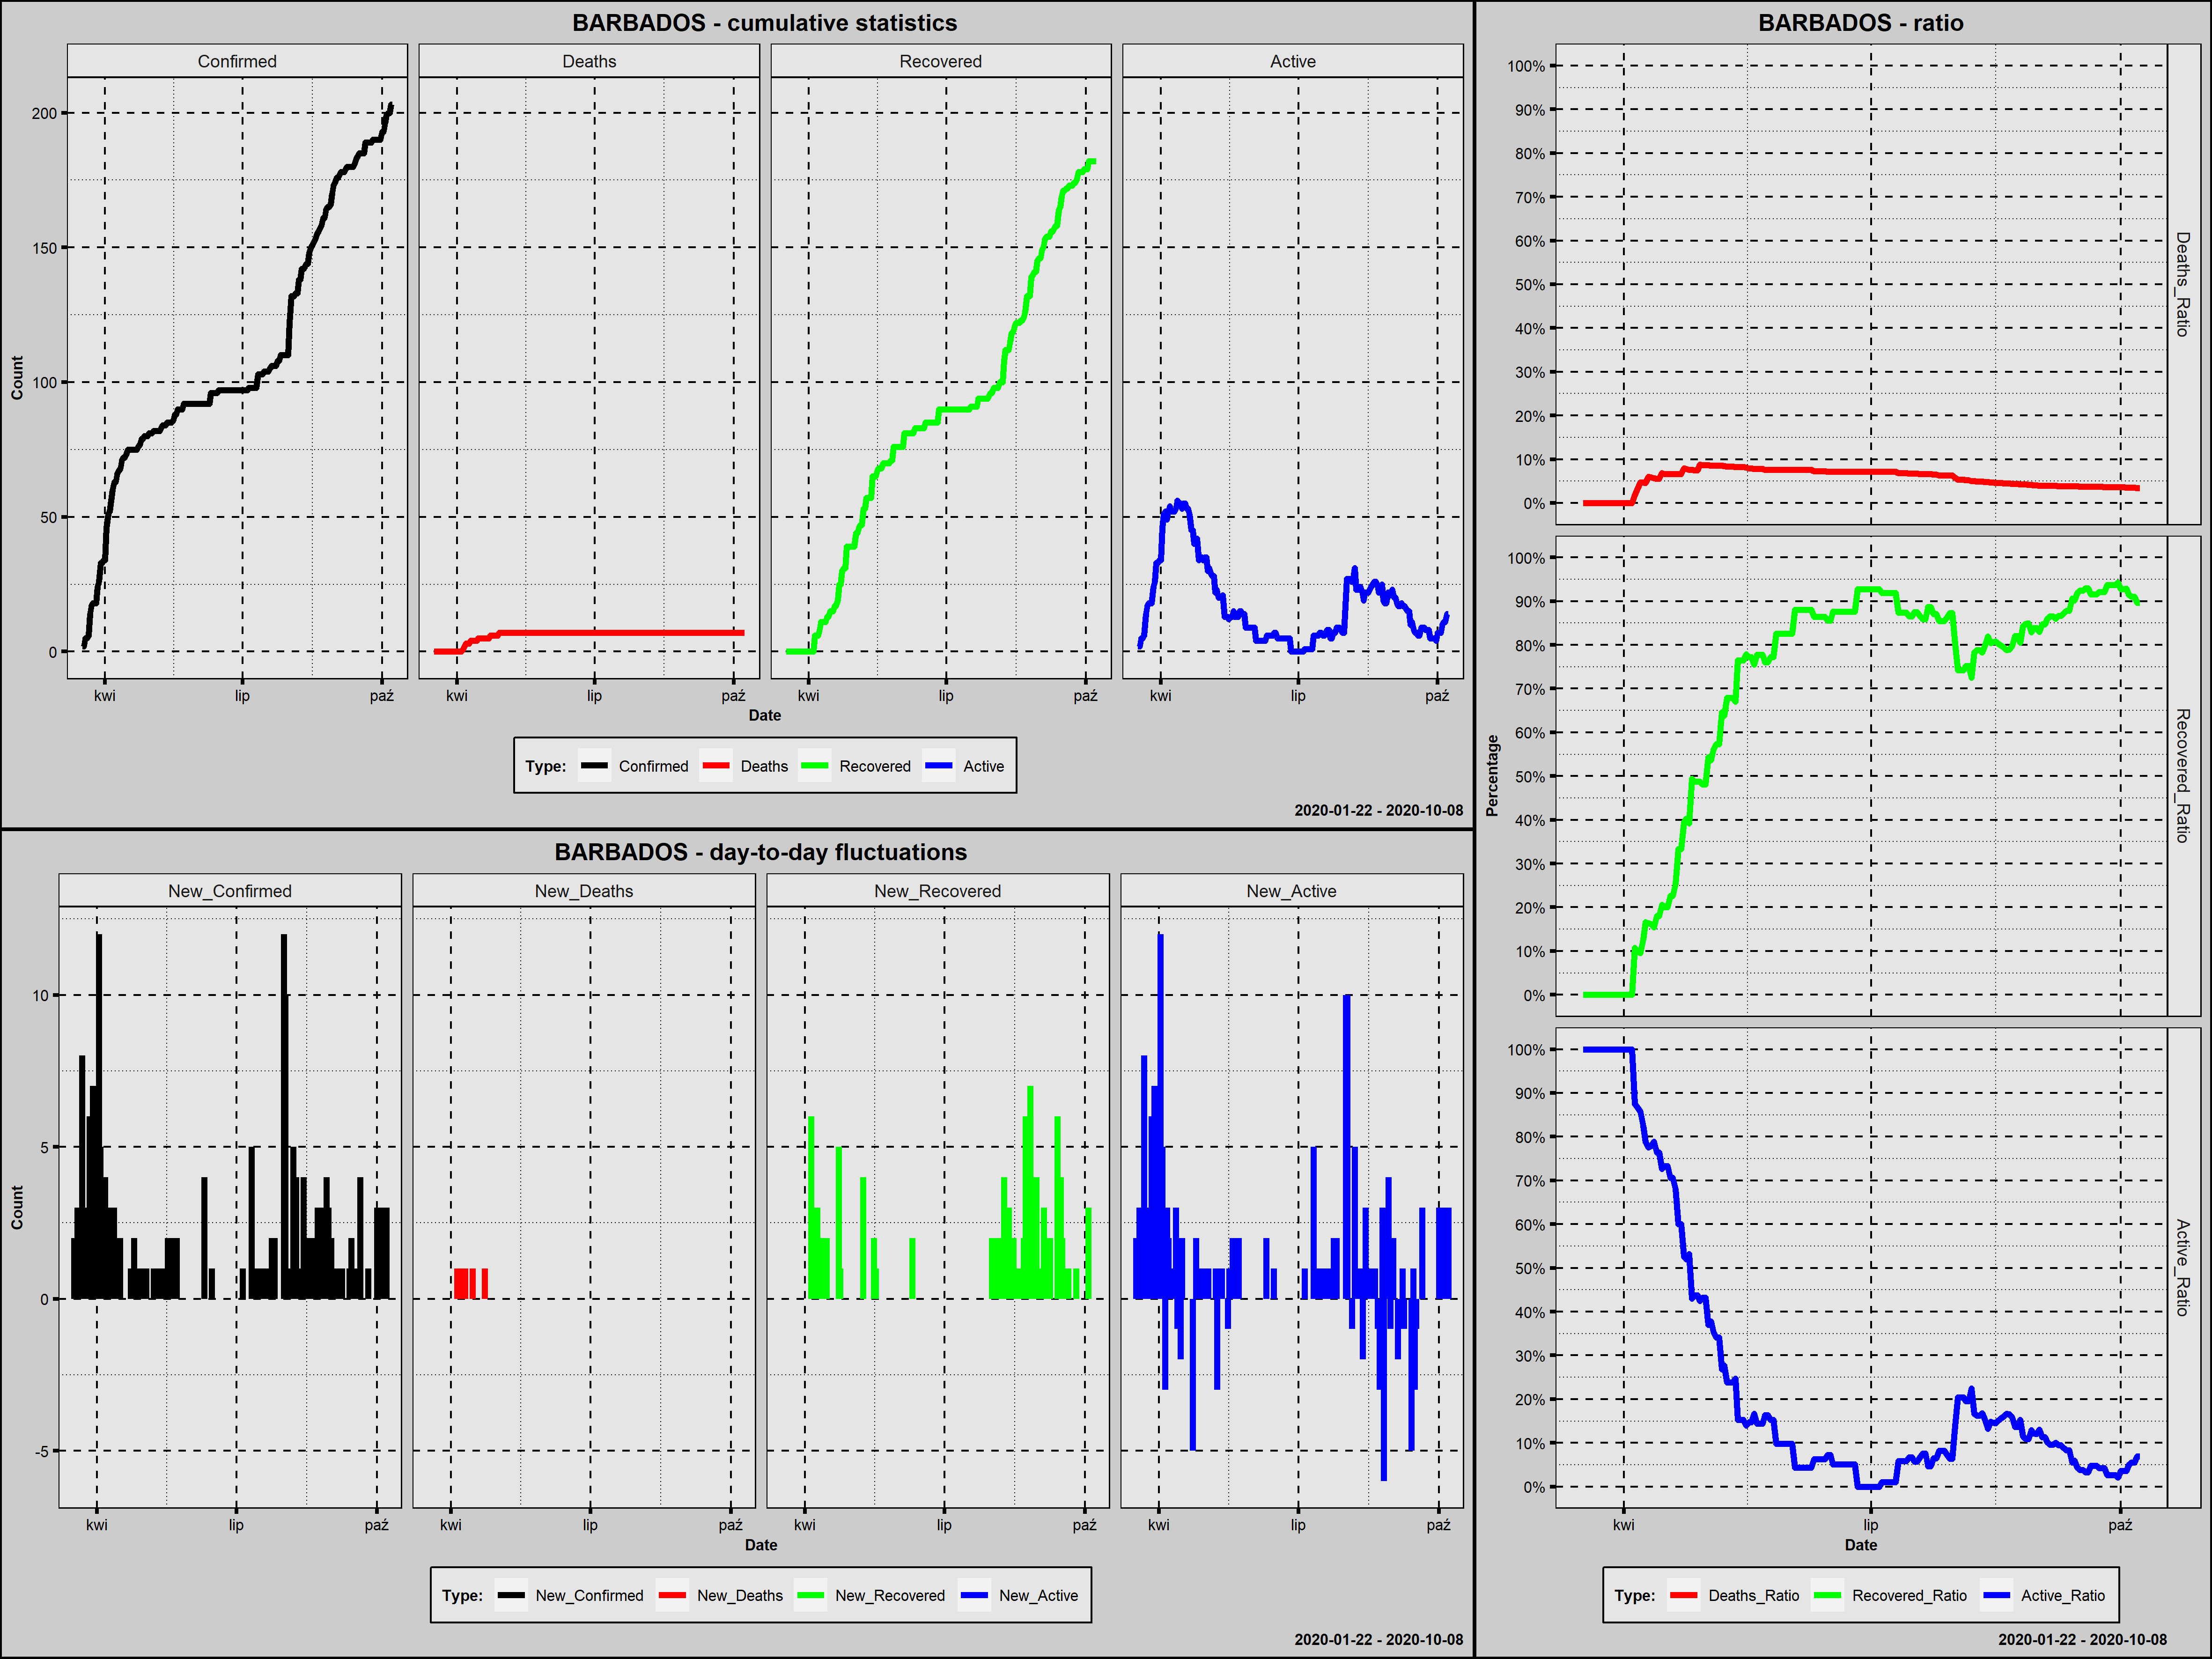 BARBADOS - cumulative statistics
Confirmed Deaths Recovered Active
Count
200
150
100
50
0
kwi lip paź kwi lip paź kwi lip paź kwi lip paź
Date
Type: Confirmed Deaths Recovered Active
2020-01-22 - 2020-10-08
BARBADOS - day-to-day fluctuations
New_Confirmed New_Deaths New_Recovered New_Active
Count
10
5
0
-5
kwi lip paź kwi lip paź kwi lip paź kwi lip paź
Date
Type: New_Confirmed New_Deaths New_Recovered New_Active
2020-01-22 - 2020-10-08
BARBADOS - ratio
Percentage
100%
90%
80%
70%
60%
50%
40%
30%
20%
10%
0%
Deaths_Ratio
100%
90%
80%
70%
60%
50%
40%
30%
20%
10%
0%
Recovered_Ratio
100%
90%
80%
70%
60%
50%
40%
30%
20%
10%
0%
Active_Ratio
kwi lip paź
Date
Type: Deaths_Ratio Recovered_Ratio Active_Ratio
2020-01-22 - 2020-10-08